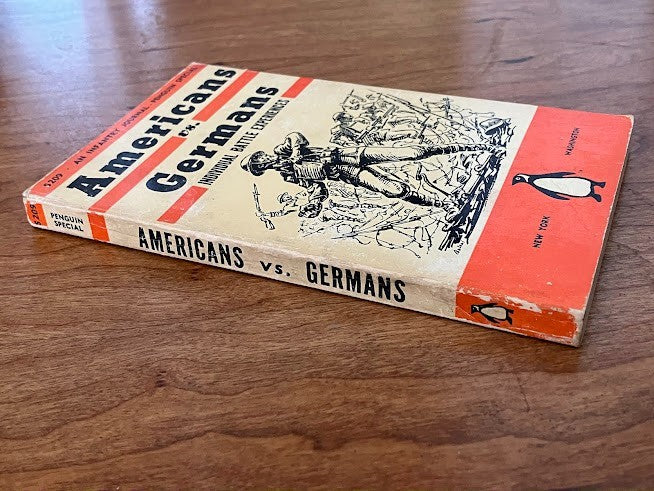 S209 AN INFANTRY JOURNAL - PENGUIN SPECIAL
Americans
vs.
Germans
INDIVIDUAL BATTLE EXPERIENCES
NEW YORK
WASHINGTON
S209
PENGUIN
SPECIAL
AMERICANS VS. GERMANS